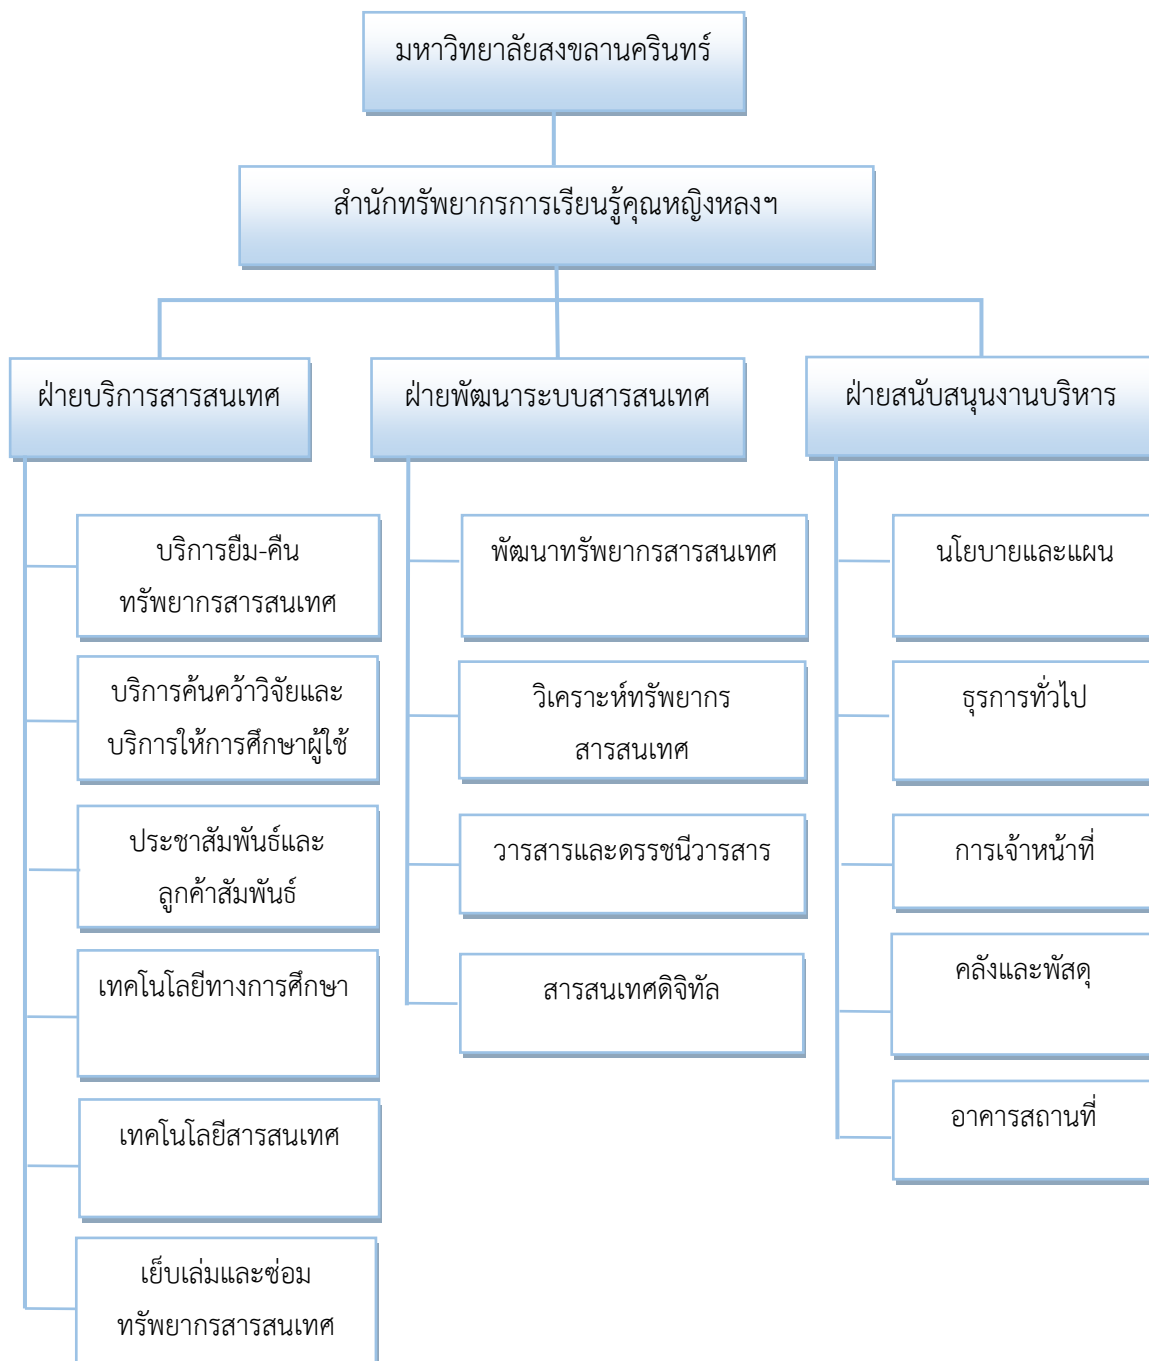 มหาวิทยาลัยสงขลานครินทร์
สำนักทรัพยากรการเรียนรู้คุณหญิงหลงฯ
ฝ่ายบริการสารสนเทศ
บริการยืม-คืน
ทรัพยากรสารสนเทศ
บริการค้นคว้าวิจัยและ
บริการให้การศึกษาผู้ใช้
ประชาสัมพันธ์และ
ลูกค้าสัมพันธ์
เทคโนโลยีทางการศึกษา
เทคโนโลยีสารสนเทศ
เย็บเล่มและซ่อม
ทรัพยากรสารสนเทศ
ฝ่ายพัฒนาระบบสารสนเทศ
พัฒนาทรัพยากรสารสนเทศ
วิเคราะห์ทรัพยากร
สารสนเทศ
วารสารและดรรชนีวารสาร
สารสนเทศดิจิทัล
ฝ่ายสนับสนุนงานบริหาร
นโยบายและแผน
ธุรการทั่วไป
การเจ้าหน้าที่
คลังและพัสดุ
อาคารสถานที่